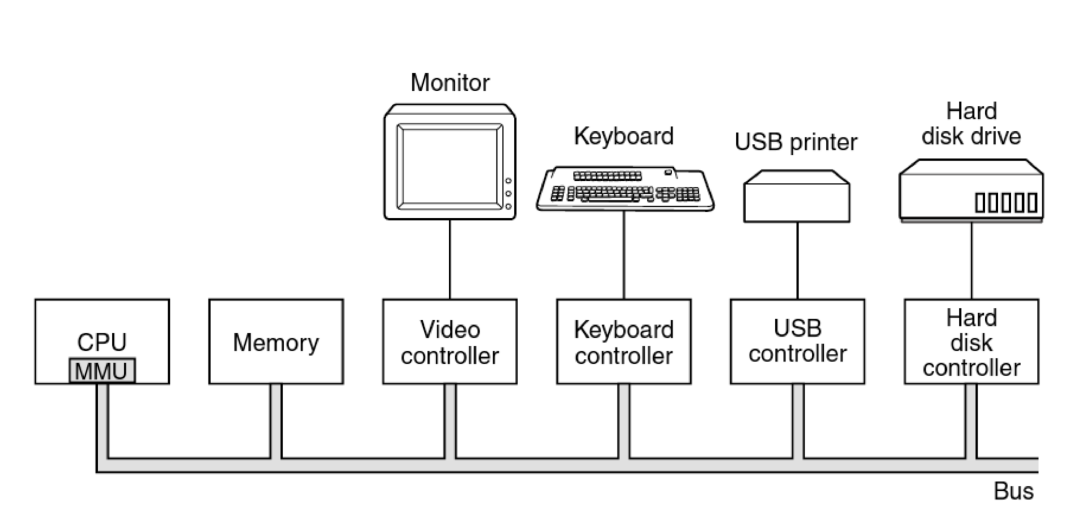 Monitor
Keyboard
USB printer
Hard
disk drive
CPU
MMU
Memory
Video
controller
Keyboard
controller
USB
controller
Hard
disk
controller
Bus